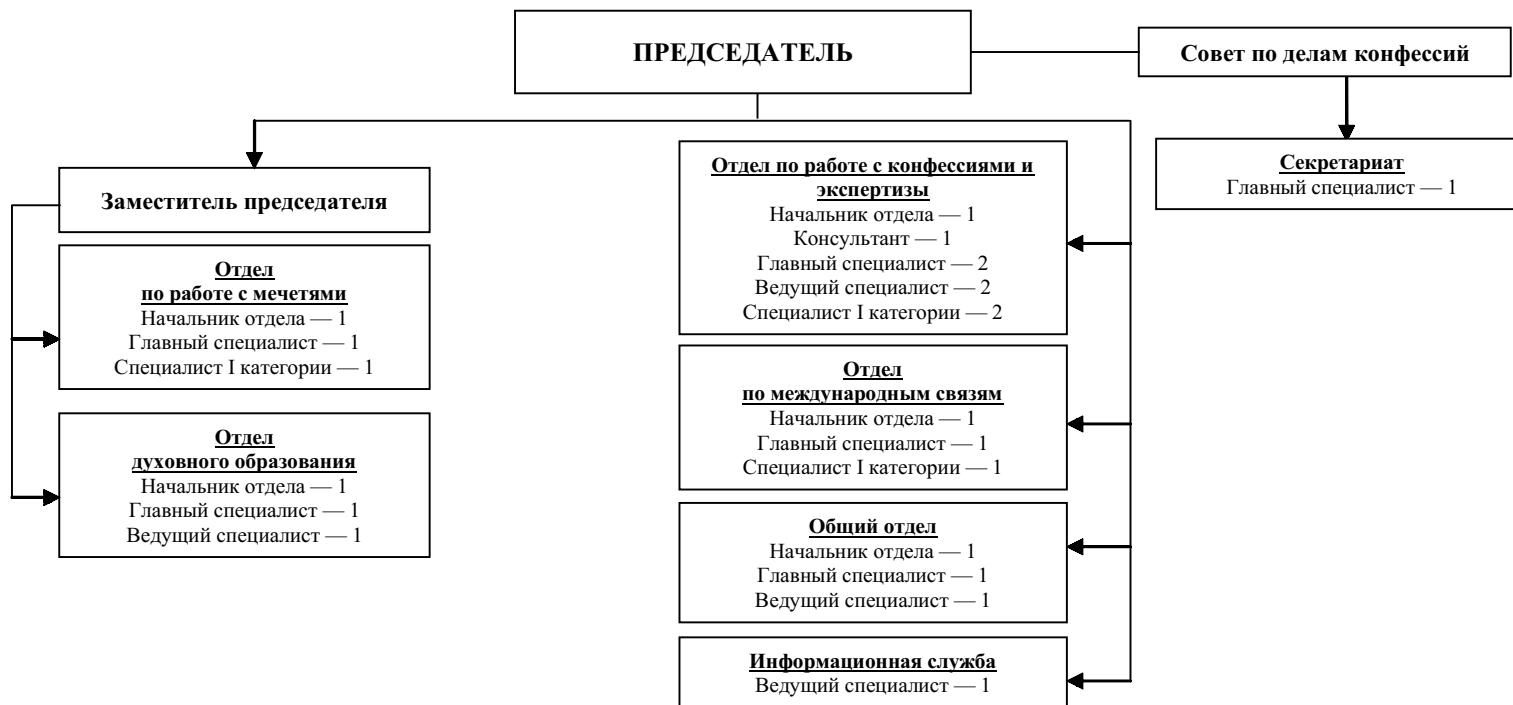 ПРЕДСЕДАТЕЛЬ
Совет по делам конфессий
Секретариат
Главный специалист — 1
Заместитель председателя
Отдел
по работе с мечетями
Начальник отдела — 1
Главный специалист — 1
Специалист I категории — 1
Отдел
духовного образования
Начальник отдела — 1
Главный специалист — 1
Ведущий специалист — 1
Отдел по работе с конфессиями и
экспертизы
Начальник отдела — 1
Консультант — 1
Главный специалист — 2
Ведущий специалист — 2
Специалист I категории — 2
Отдел
по международным связям
Начальник отдела — 1
Главный специалист — 1
Специалист I категории — 1
Общий отдел
Начальник отдела — 1
Главный специалист — 1
Ведущий специалист — 1
Информационная служба
Ведущий специалист — 1